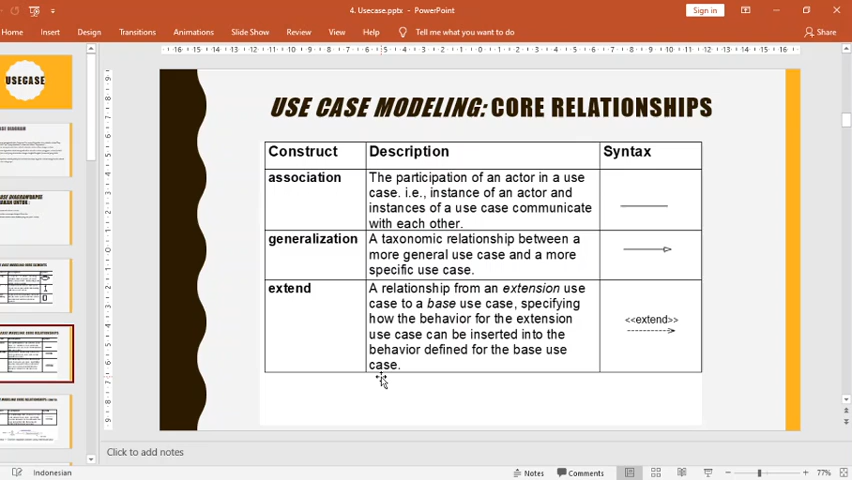 4. Usecase.pptx - PowerPoint
Sign in
Home Insert Design Transitions Animations Slide Show Review View Help Tell me what you want to do Share
USECASE
USE CASE MODELING: CORE RELATIONSHIPS
Construct Description Syntax
association The participation of an actor in a use
case. i.e., instance of an actor and
instances of a use case communicate
with each other.
generalization A taxonomic relationship between a
more general use case and a more
specific use case.
extend A relationship from an extension use
case to a base use case, specifying
how the behavior for the extension
use case can be inserted into the
behavior defined for the base use
case.
<<extend>>
Click to add notes
Indonesian Notes Comments 77%